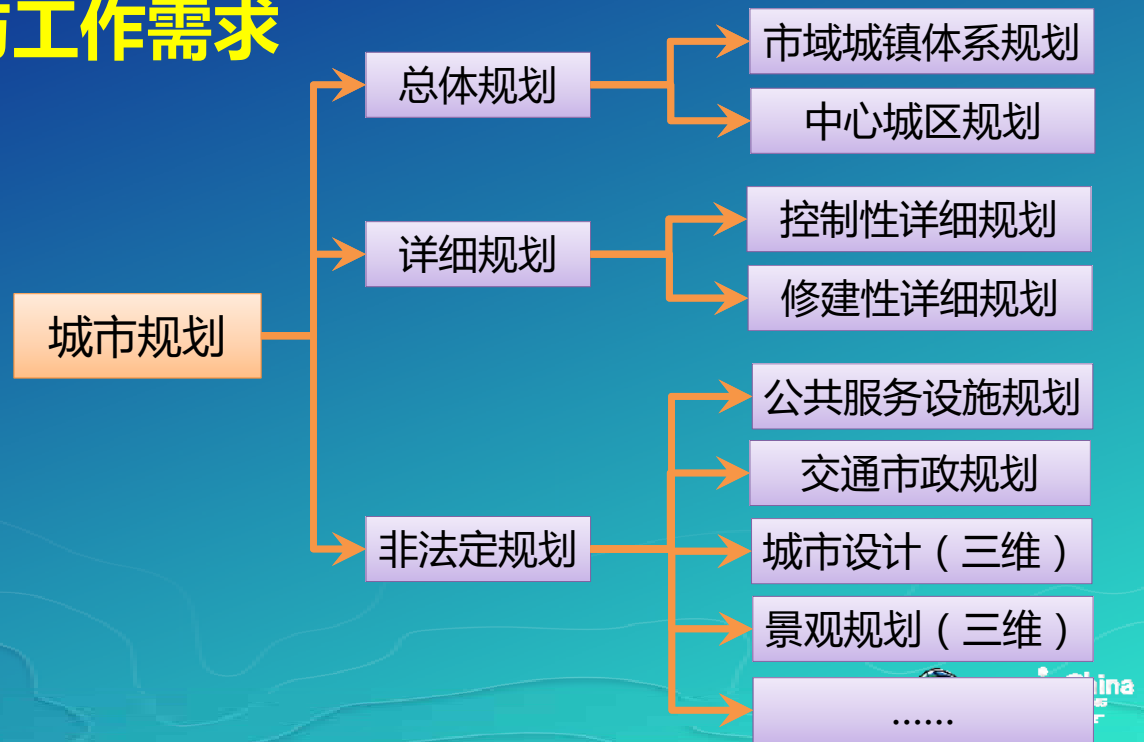 工作需求
城市规划
总体规划
市域城镇体系规划
中心城区规划
详细规划
控制性详细规划
修建性详细规划
非法定规划
公共服务设施规划
交通市政规划
城市设计（三维）
景观规划（三维）
......